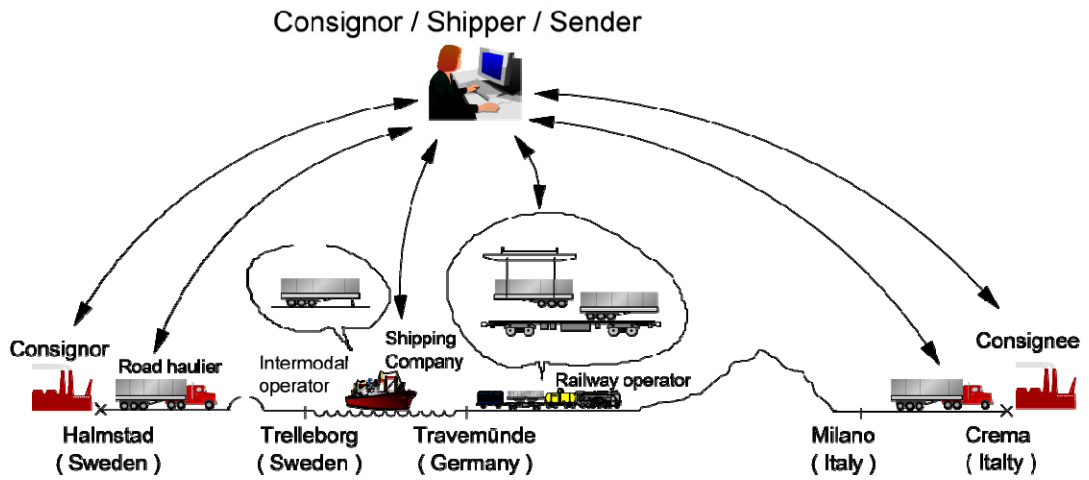 Consignor / Shipper / Sender
Consignor
Road haulier
Intermodal
operator
Shipping
Company
Railway operator
Consignee
Halmstad
( Sweden )
Trelleborg
( Sweden )
Travemünde
( Germany )
Milano
( Italy )
Crema
( Italty )